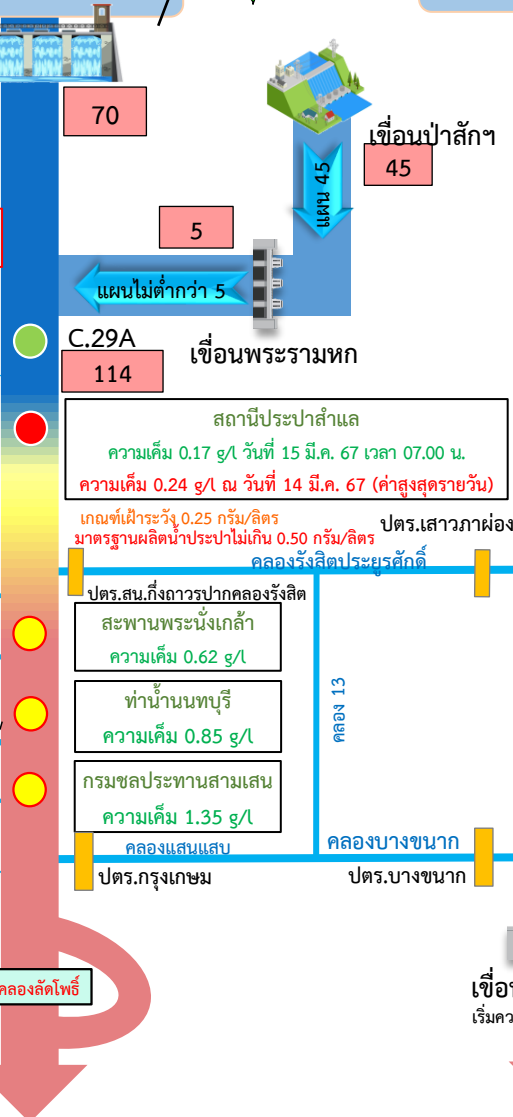 70
เขื่อนป่าสักฯ
45
แผน 45
5
แผนไม่ต่ำกว่า 5
C.29A
เขื่อนพระรามหก
114
สถานีประปาสำแล
ความเค็ม 0.17 g/l วันที่ 15 มี.ค. 67 เวลา 07.00 น.
ความเค็ม 0.24 g/l ณ วันที่ 14 มี.ค. 67 (ค่าสูงสุดรายวัน)
เกณฑ์เฝ้าระวัง 0.25 กรัม/ลิตร
มาตรฐานผลิตน้ำประปาไม่เกิน 0.50 กรัม/ลิตร
ปตร.เสาวภาผ่อง
คลองรังสิตประยูรศักดิ์
ปตร.สน.กึ่งถาวรปากคลองรังสิต
สะพานพระนั่งเกล้า
ความเค็ม 0.62 g/l
ท่าน้ำนนทบุรี
ความเค็ม 0.85 g/l
คลอง 13
กรมชลประทานสามเสน
ความเค็ม 1.35 g/l
คลองแสนแสบ
คลองบางขนาก
ปตร.กรุงเกษม
ปตร.บางขนาก
คลองลัดโพธิ์
เขื่อ
เริ่มคว